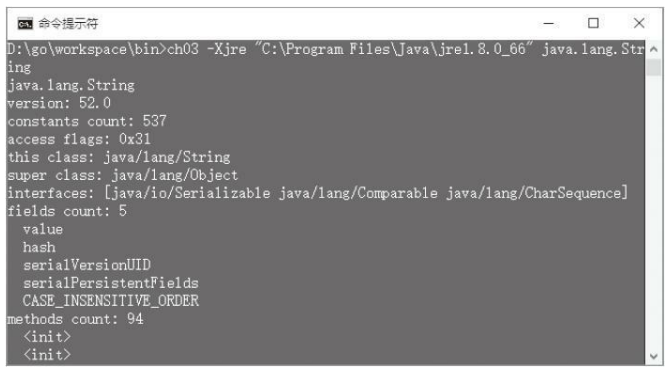 命令提示符
D:\go\workspace\bin>ch03 -Xjre "C:\Program Files\Java\jre1.8.0_66" java.lang.Str
ing
java.lang.String
version: 52.0
constants count: 537
access flags: 0x31
this class: java/lang/String
super class: java/lang/Object
interfaces: [java/io/Serializable java/lang/Comparable java/lang/CharSequence]
fields count: 5
  value
  hash
  serialVersionUID
  serialPersistentFields
  CASE_INSENSITIVE_ORDER
methods count: 94
  <init>
  <init>